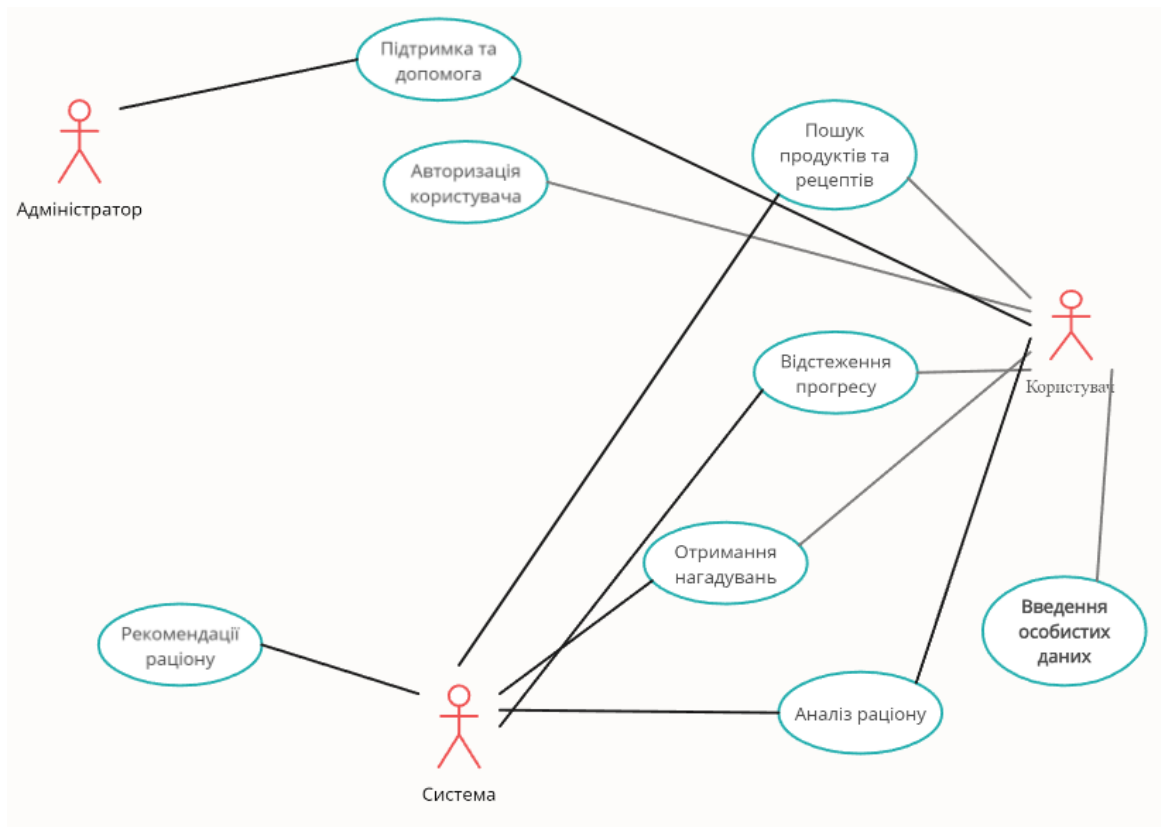 Підтримка та
допомога
Адміністратор
Авторизація
користувача
Пошук
продуктів та
рецептів
Користувач
Відстеження
прогресу
Отримання
нагадувань
Введення
особистих
даних
Рекомендації
раціону
Аналіз раціону
Система